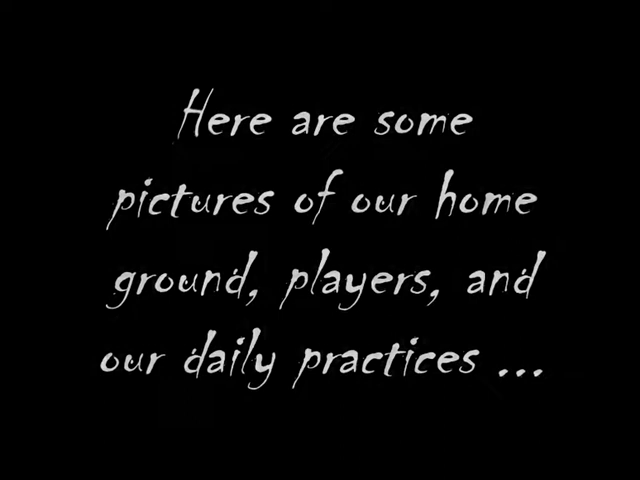 Here are some
pictures of our home
ground, players, and
our daily practices ...